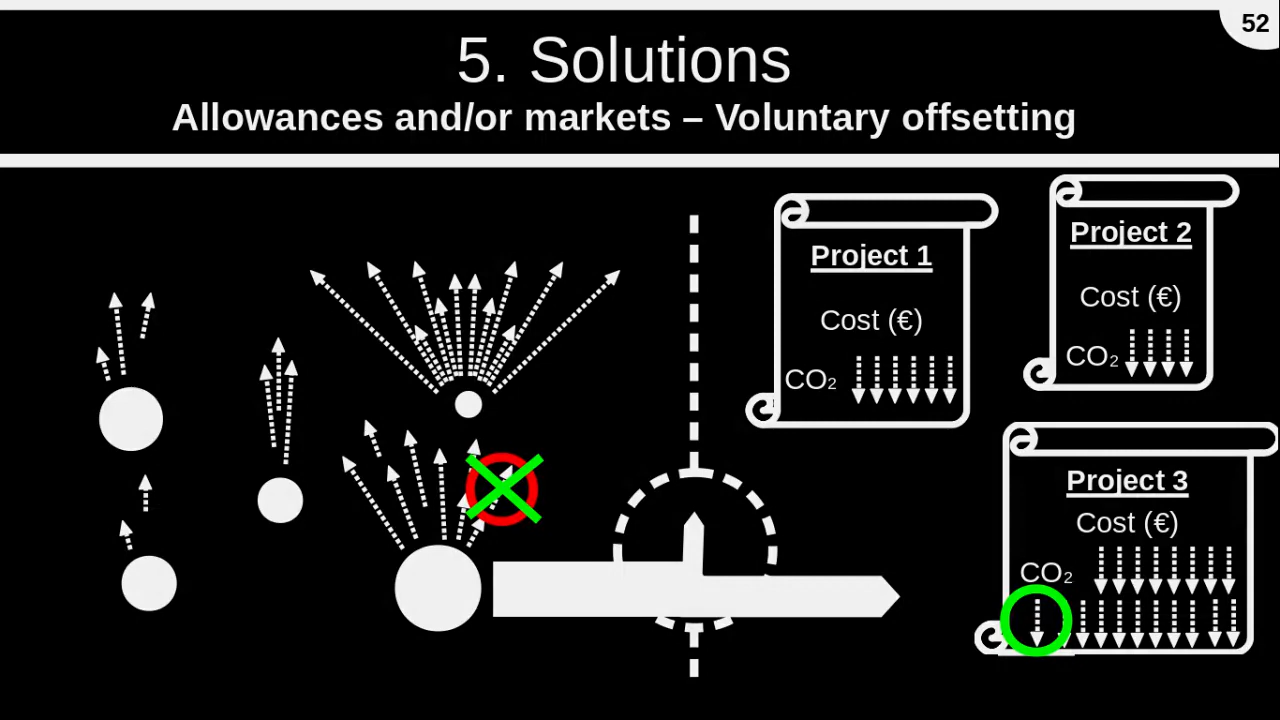 52
5. Solutions
Allowances and/or markets – Voluntary offsetting
Project 1
Cost (€)
CO₂
Project 2
Cost (€)
CO₂
Project 3
Cost (€)
CO₂